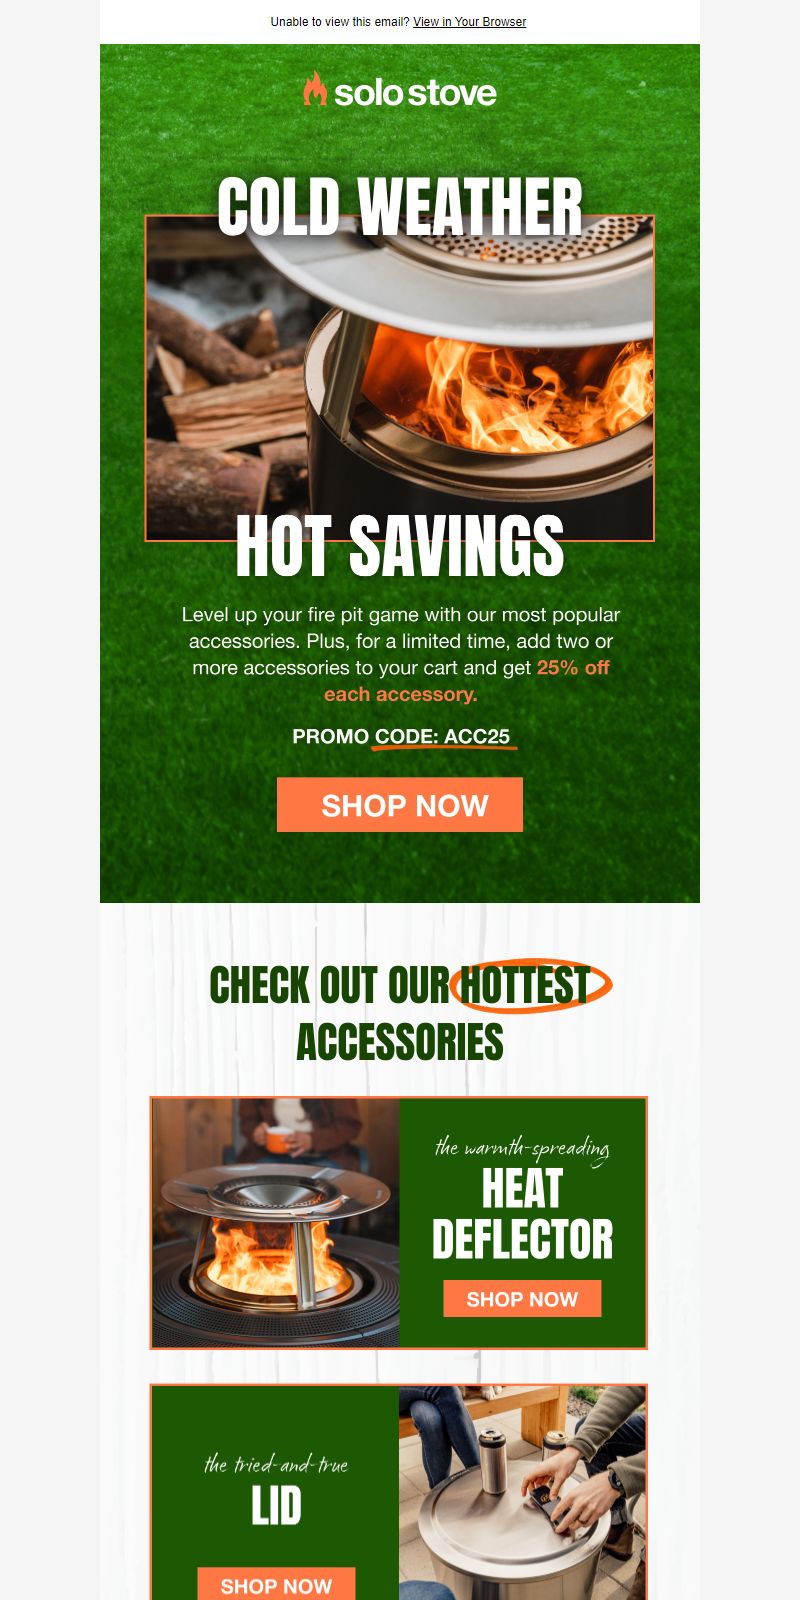 Unable to view this email? View in Your Browser
solo stove
COLD WEATHER
HOT SAVINGS
Level up your fire pit game with our most popular
accessories. Plus, for a limited time, add two or
more accessories to your cart and get 25% off
each accessory.
PROMO CODE: ACC25
SHOP NOW
CHECK OUT OUR HOTTEST
ACCESSORIES
the warmth-spreading
HEAT
DEFLECTOR
SHOP NOW
the tried-and-true
LID
SHOP NOW